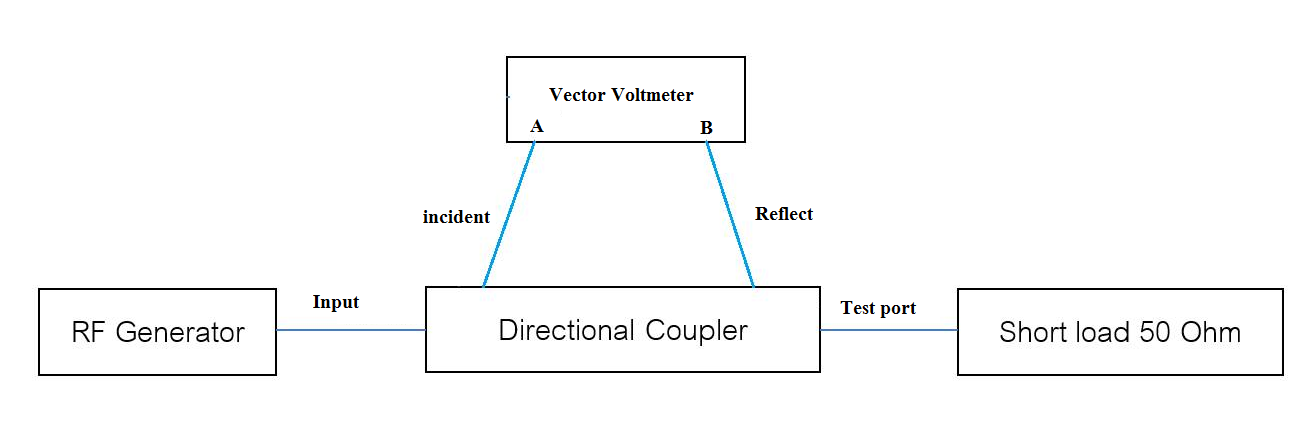 Vector Voltmeter
A
B
incident
Reflect
Input
Test port
RF Generator
Directional Coupler
Short load 50 Ohm